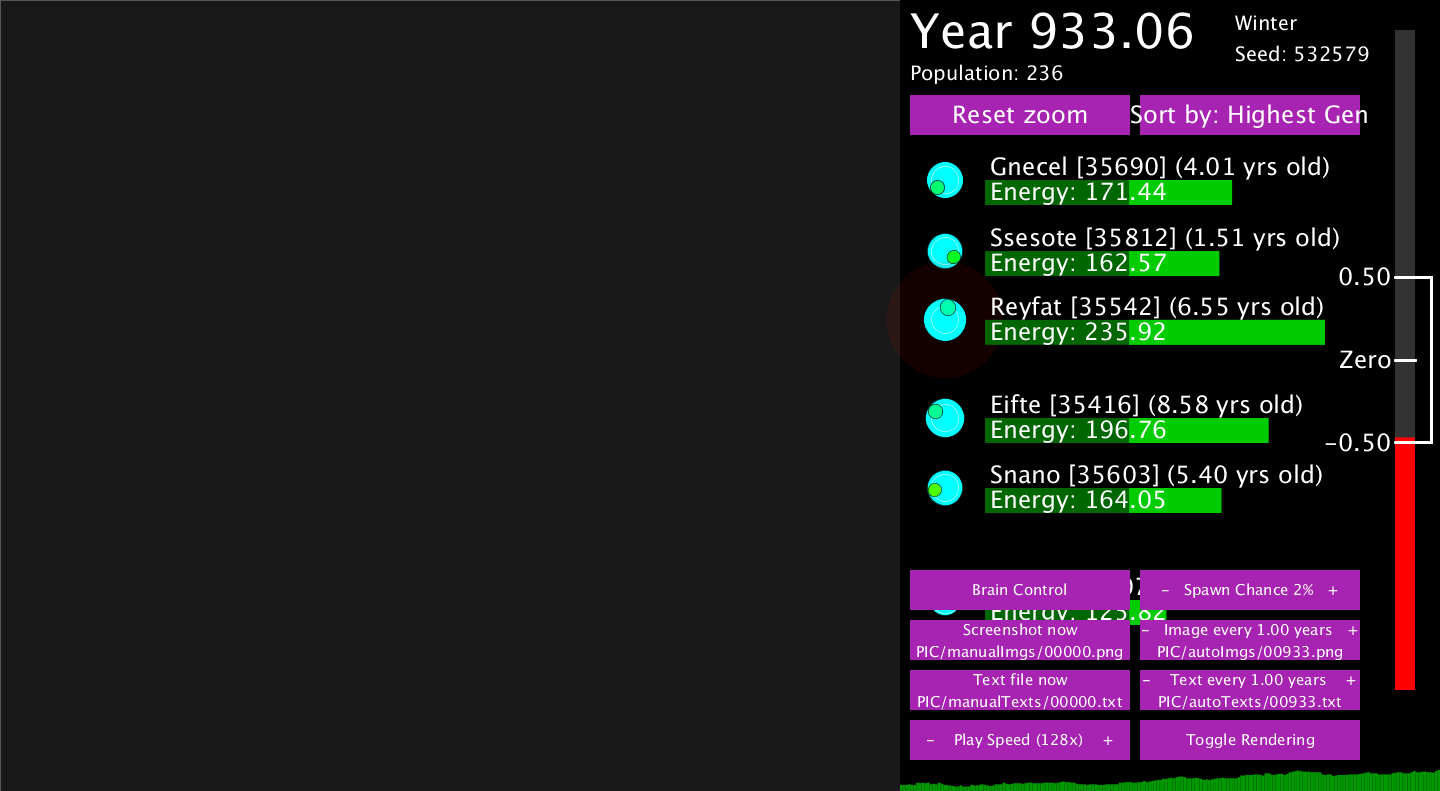 Year 933.06
Winter
Seed: 532579
Population: 236
Reset zoom
Sort by: Highest Gen
Gnecel [35690] (4.01 yrs old)
Energy: 171.44
Ssesote [35812] (1.51 yrs old)
Energy: 162.57
0.50
Reyfat [35542] (6.55 yrs old)
Energy: 235.92
Zero
Eifte [35416] (8.58 yrs old)
Energy: 196.76
-0.50
Snano [35603] (5.40 yrs old)
Energy: 164.05
Brain Control
- Spawn Chance 2% +
Energy: 125.82
Screenshot now
PIC/manualImgs/00000.png
- Image every 1.00 years +
PIC/autoImgs/00933.png
Text file now
PIC/manualTexts/00000.txt
- Text every 1.00 years +
PIC/autoTexts/00933.txt
- Play Speed (128x) +
Toggle Rendering